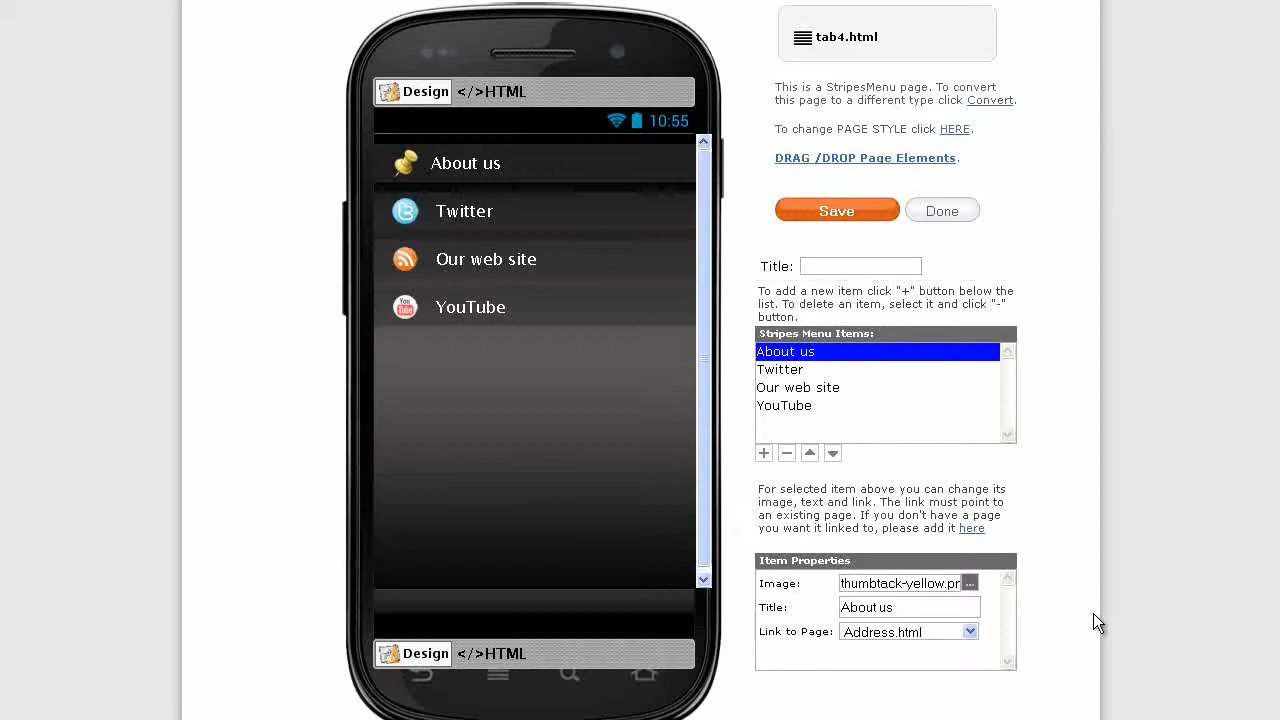 Design </>HTML
10:55
About us
Twitter
Our web site
You
Tube
YouTube
Design </>HTML
tab4.html
This is a StripesMenu page. To convert
this page to a different type click Convert.
To change PAGE STYLE click HERE.
DRAG /DROP Page Elements.
Save Done
Title:
To add a new item click "+" button below the
list. To delete an item, select it and click "-"
button.
Stripes Menu Items:
About us
Twitter
Our web site
YouTube
For selected item above you can change its
image, text and link. The link must point to
an existing page. If you don't have a page
you want it linked to, please add it here
Item Properties
Image: thumbtack-yellow.pr ...
Title: About us
Link to Page: Address.html